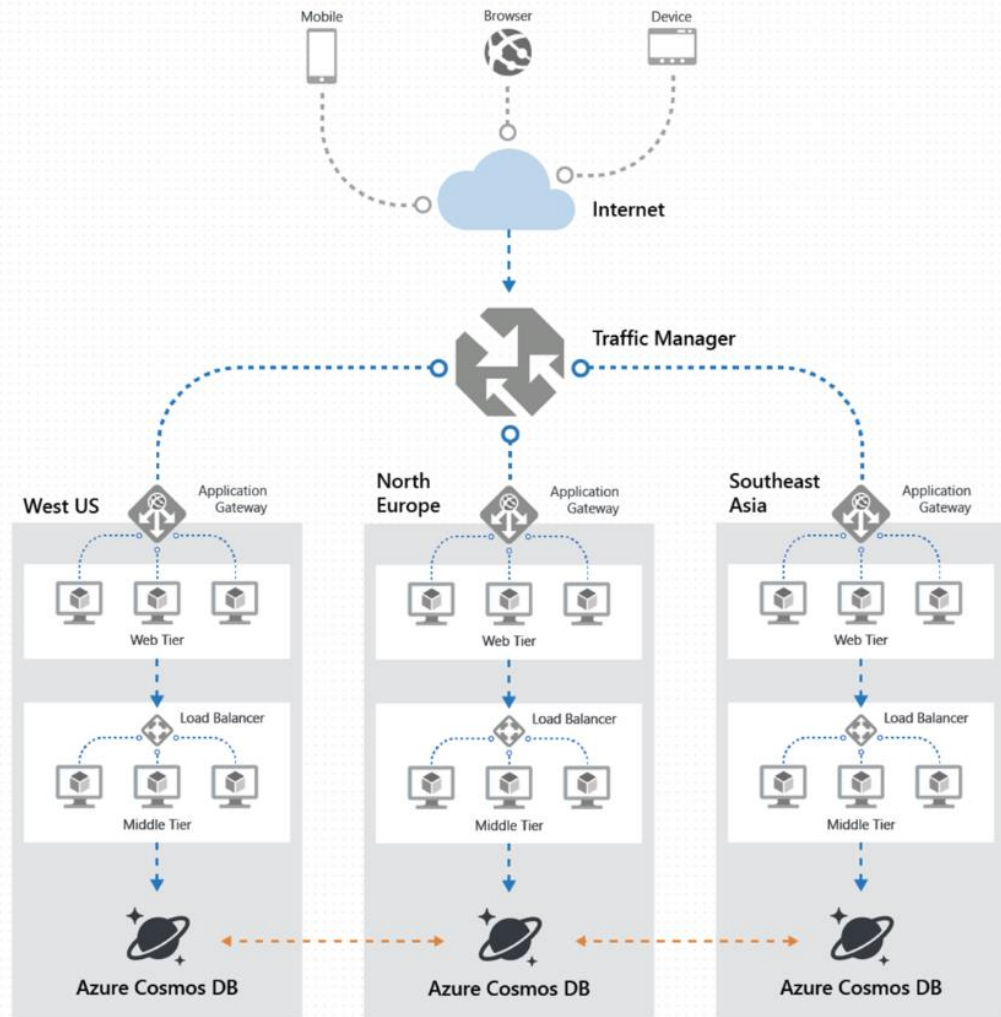 Mobile
Browser
Device
Internet
Traffic Manager
West US
Application
Gateway
North
Europe
Application
Gateway
Southeast
Asia
Application
Gateway
Web Tier
Web Tier
Web Tier
Load Balancer
Load Balancer
Load Balancer
Middle Tier
Middle Tier
Middle Tier
Azure Cosmos DB
Azure Cosmos DB
Azure Cosmos DB